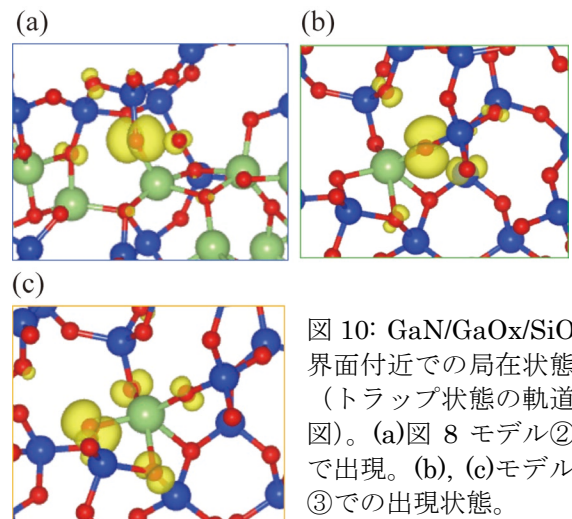 (a)
(b)
(c)
図 10: GaN/GaOx/SiO
界面付近での局在状態
（トラップ状態の軌道
図)。(a)図 8 モデル②
で出現。(b), (c)モデル
③での出現状態。